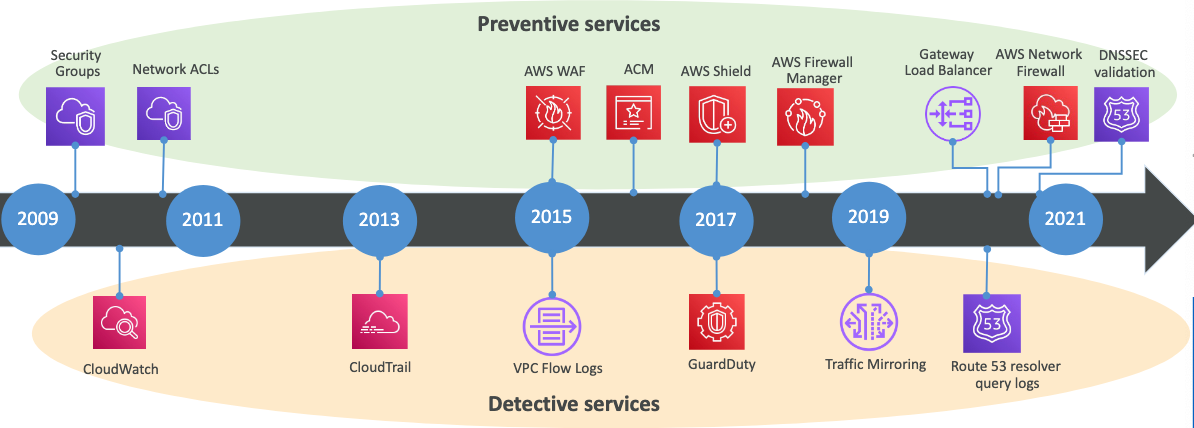 Preventive services
Security
Groups
Network ACLs
AWS WAF
ACM
AWS Shield
AWS Firewall
Manager
Gateway
Load Balancer
AWS Network
Firewall
DNSSEC
validation
53
2009
2011
2013
2015
2017
2019
2021
CloudWatch
CloudTrail
VPC Flow Logs
GuardDuty
Traffic Mirroring
53
Route 53 resolver
query logs
Detective services